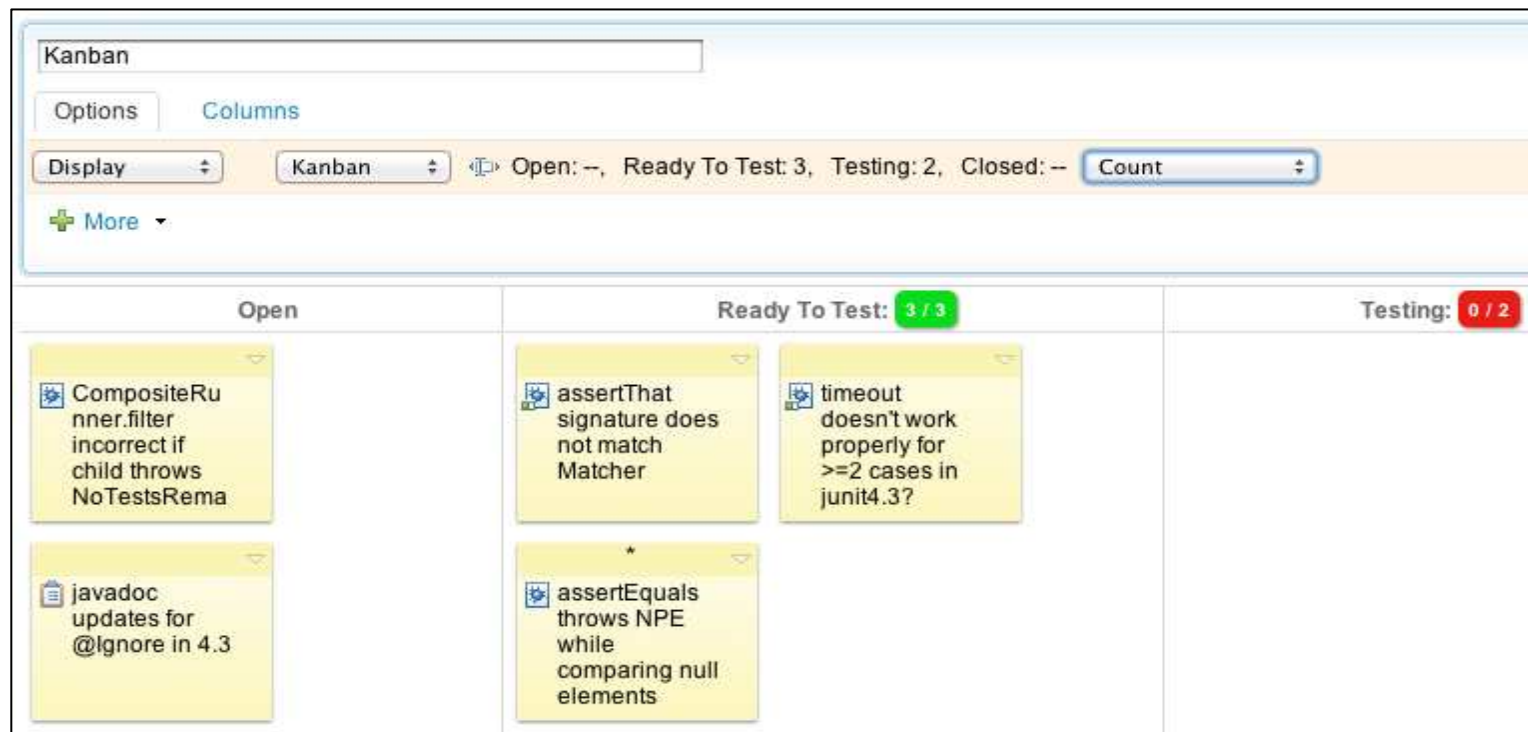 Kanban
Options Columns
Display Kanban Open: --, Ready To Test: 3, Testing: 2, Closed: -- Count
More
Open Ready To Test: 3 / 3 Testing: 0 / 2
CompositeRu
nner.filter
incorrect if
child throws
NoTestsRema
assertThat
signature does
not match
Matcher
timeout
doesn't work
properly for
>=2 cases in
junit4.3?
javadoc
updates for
@Ignore in 4.3
*
assertEquals
throws NPE
while
comparing null
elements